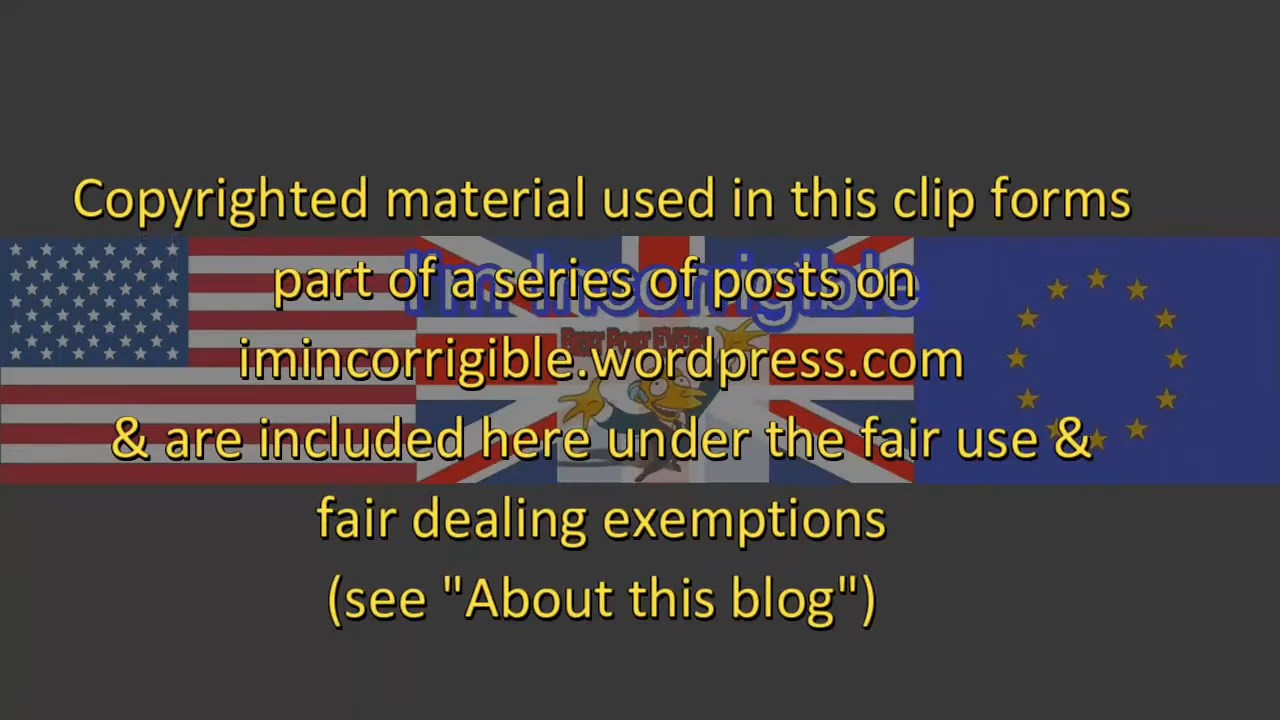 Copyrighted material used in this clip forms
part of a series of posts on
I'm Incorrigible
imincorrigible.wordpress.com
& are included here under the fair use &
fair dealing exemptions
(see "About this blog")